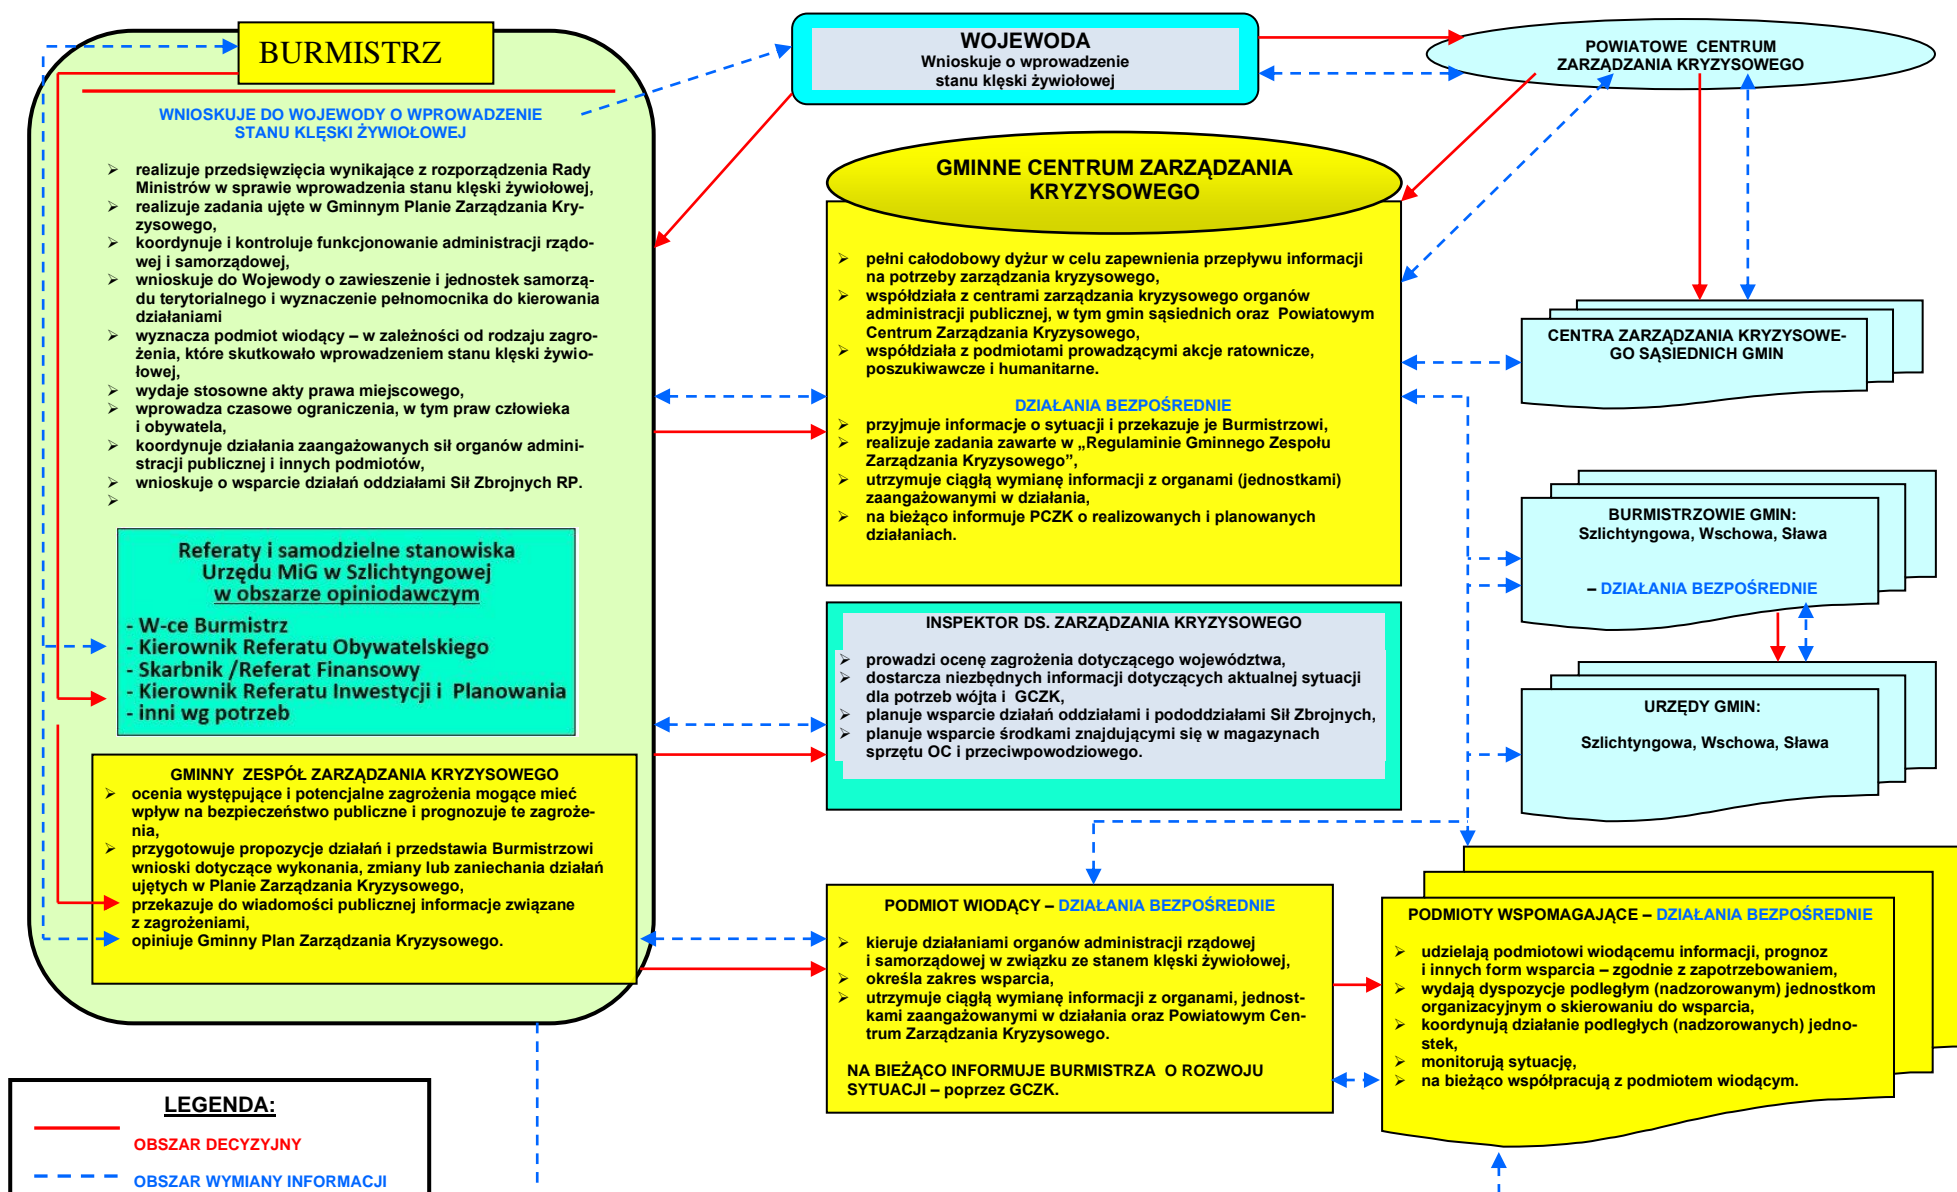 BURMISTRZ
WNIOSKUJE DO WOJEWODY O WPROWADZENIE
STANU KLĘSKI ŻYWIOŁOWEJ
➢ realizuje przedsięwzięcia wynikające z rozporządzenia Rady
Ministrów w sprawie wprowadzenia stanu klęski żywiołowej,
➢ realizuje zadania ujęte w Gminnym Planie Zarządzania Kry-
zysowego,
➢ koordynuje i kontroluje funkcjonowanie administracji rządo-
wej i samorządowej,
➢ wnioskuje do Wojewody o zawieszenie i jednostek samorzą-
du terytorialnego i wyznaczenie pełnomocnika do kierowania
działaniami
➢ wyznacza podmiot wiodący – w zależności od rodzaju zagro-
żenia, które skutkowało wprowadzeniem stanu klęski żywio-
łowej,
➢ wydaje stosowne akty prawa miejscowego,
➢ wprowadza czasowe ograniczenia, w tym praw człowieka
i obywatela,
➢ koordynuje działania zaangażowanych sił organów admini-
stracji publicznej i innych podmiotów,
➢ wnioskuje o wsparcie działań oddziałami Sił Zbrojnych RP.
➢
Referaty i samodzielne stanowiska
Urzędu MiG w Szlichtyngowej
w obszarze opiniodawczym
- W-ce Burmistrz
- Kierownik Referatu Obywatelskiego
- Skarbnik /Referat Finansowy
- Kierownik Referatu Inwestycji i Planowania
- inni wg potrzeb
GMINNY ZESPÓŁ ZARZĄDZANIA KRYZYSOWEGO
➢ ocenia występujące i potencjalne zagrożenia mogące mieć
wpływ na bezpieczeństwo publiczne i prognozuje te zagroże-
nia,
➢ przygotowuje propozycje działań i przedstawia Burmistrzowi
wnioski dotyczące wykonania, zmiany lub zaniechania działań
ujętych w Planie Zarządzania Kryzysowego,
➢ przekazuje do wiadomości publicznej informacje związane
z zagrożeniami,
➢ opiniuje Gminny Plan Zarządzania Kryzysowego.
LEGENDA:
OBSZAR DECYZYJNY
OBSZAR WYMIANY INFORMACJI
WOJEWODA
Wnioskuje o wprowadzenie
stanu klęski żywiołowej
GMINNE CENTRUM ZARZĄDZANIA
KRYZYSOWEGO
➢ pełni całodobowy dyżur w celu zapewnienia przepływu informacji
na potrzeby zarządzania kryzysowego,
➢ współdziała z centrami zarządzania kryzysowego organów
administracji publicznej, w tym gmin sąsiednich oraz Powiatowym
Centrum Zarządzania Kryzysowego,
➢ współdziała z podmiotami prowadzącymi akcje ratownicze,
poszukiwawcze i humanitarne.
DZIAŁANIA BEZPOŚREDNIE
➢ przyjmuje informacje o sytuacji i przekazuje je Burmistrzowi,
➢ realizuje zadania zawarte w „Regulaminie Gminnego Zespołu
Zarządzania Kryzysowego”,
➢ utrzymuje ciągłą wymianę informacji z organami (jednostkami)
zaangażowanymi w działania,
➢ na bieżąco informuje PCZK o realizowanych i planowanych
działaniach.
INSPEKTOR DS. ZARZĄDZANIA KRYZYSOWEGO
➢ prowadzi ocenę zagrożenia dotyczącego województwa,
➢ dostarcza niezbędnych informacji dotyczących aktualnej sytuacji
dla potrzeb wójta i GCZK,
➢ planuje wsparcie działań oddziałami i pododdziałami Sił Zbrojnych,
➢ planuje wsparcie środkami znajdującymi się w magazynach
sprzętu OC i przeciwpowodziowego.
PODMIOT WIODĄCY – DZIAŁANIA BEZPOŚREDNIE
➢ kieruje działaniami organów administracji rządowej
i samorządowej w związku ze stanem klęski żywiołowej,
➢ określa zakres wsparcia,
➢ utrzymuje ciągłą wymianę informacji z organami, jednost-
kami zaangażowanymi w działania oraz Powiatowym Cen-
trum Zarządzania Kryzysowego.
NA BIEŻĄCO INFORMUJE BURMISTRZA O ROZWOJU
SYTUACJI – poprzez GCZK.
POWIATOWE CENTRUM
ZARZĄDZANIA KRYZYSOWEGO
CENTRA ZARZĄDZANIA KRYZYSOWE-
GO SĄSIEDNICH GMIN
BURMISTRZOWIE GMIN:
Szlichtyngowa, Wschowa, Sława
– DZIAŁANIA BEZPOŚREDNIE
URZĘDY GMIN:
Szlichtyngowa, Wschowa, Sława
PODMIOTY WSPOMAGAJĄCE – DZIAŁANIA BEZPOŚREDNIE
➢ udzielają podmiotowi wiodącemu informacji, prognoz
i innych form wsparcia – zgodnie z zapotrzebowaniem,
➢ wydają dyspozycje podległym (nadzorowanym) jednostkom
organizacyjnym o skierowaniu do wsparcia,
➢ koordynują działanie podległych (nadzorowanych) jedno-
stek,
➢ monitorują sytuację,
➢ na bieżąco współpracują z podmiotem wiodącym.